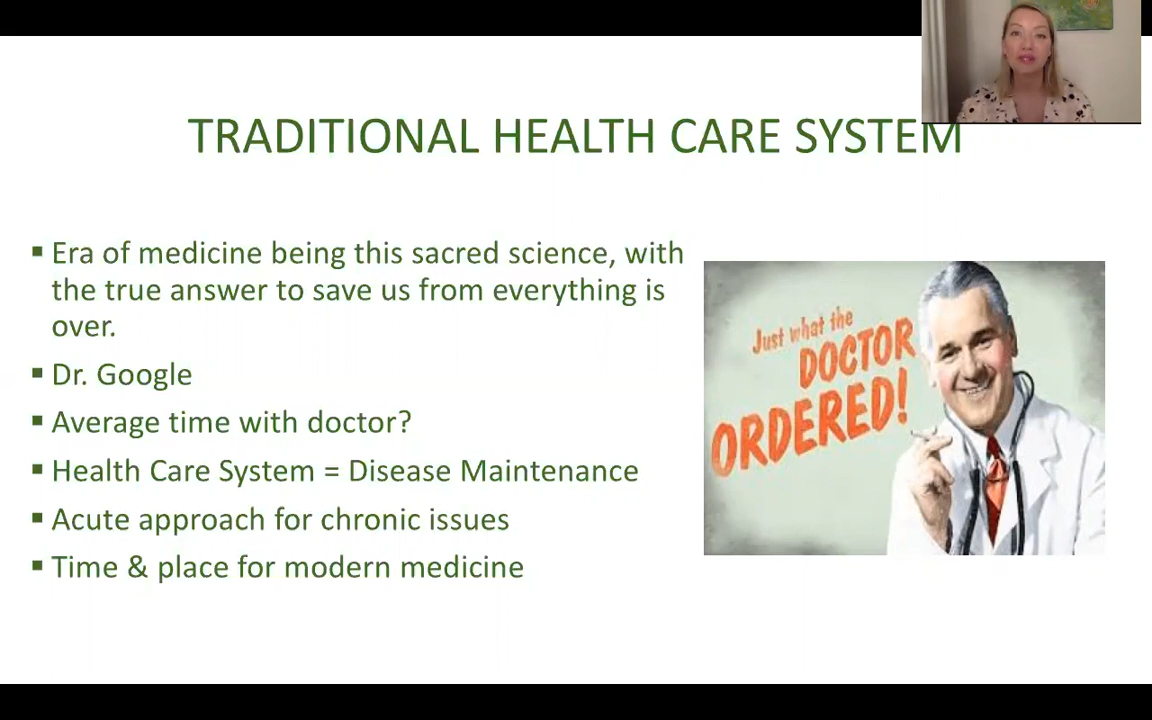 TRADITIONAL HEALTH CARE SYSTEM
▪ Era of medicine being this sacred science, with
the true answer to save us from everything is
over.
▪ Dr. Google
▪ Average time with doctor?
▪ Health Care System = Disease Maintenance
▪ Acute approach for chronic issues
▪ Time & place for modern medicine
Just what the
DOCTOR
ORDERED!